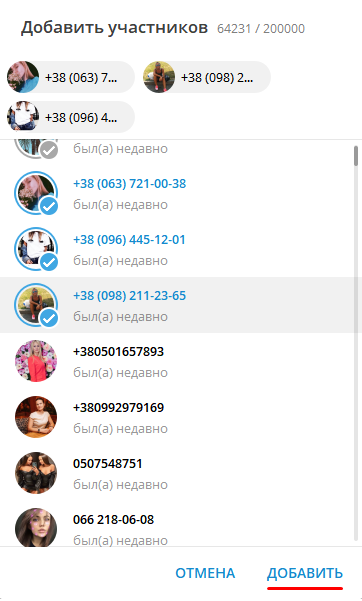 Добавить участников 64231 / 200000
+38 (063) 7... +38 (098) 2...
+38 (096) 4...
был(а) недавно
+38 (063) 721-00-38
был(а) недавно
+38 (096) 445-12-01
был(а) недавно
+38 (098) 211-23-65
был(а) недавно
+380501657893
был(а) недавно
+380992979169
был(а) недавно
0507548751
был(а) недавно
066 218-06-08
был(а) недавно
ОТМЕНА ДОБАВИТЬ